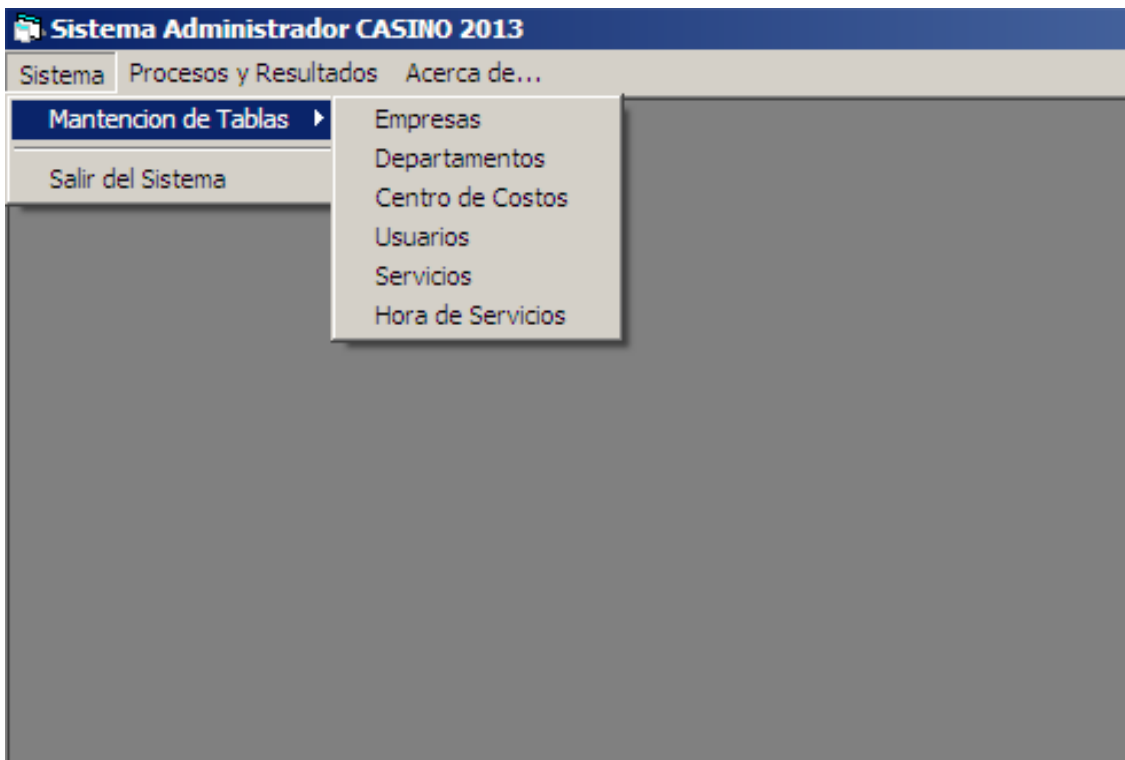 Sistema Administrador CASINO 2013
Sistema Procesos y Resultados Acerca de...
Mantencion de Tablas
Salir del Sistema
Empresas
Departamentos
Centro de Costos
Usuarios
Servicios
Hora de Servicios